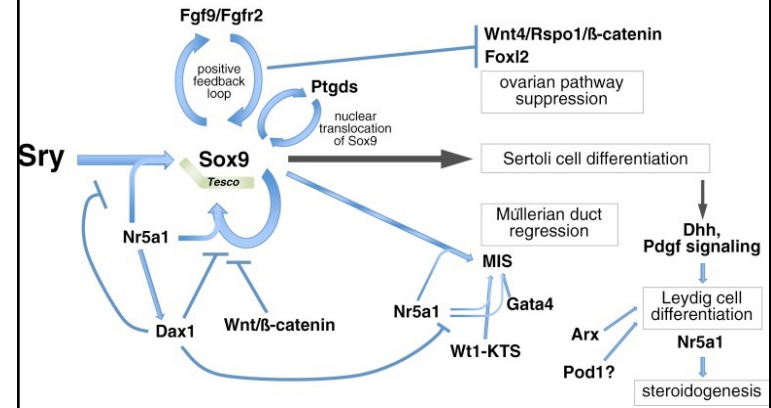 Fgf9/Fgfr2
positive
feedback
loop
Wnt4/Rspo1/ß-catenin
Foxl2
ovarian pathway
suppression
Ptgds
nuclear
translocation
of Sox9
Sry
Sox9
Tesco
Sertoli cell differentiation
Nr5a1
Müllerian duct
regression
MIS
Dhh,
Pdgf signaling
Dax1
Wnt/ß-catenin
Nr5a1
Gata4
Wt1-KTS
Leydig cell
differentiation
Arx
Pod1?
Nr5a1
steroidogenesis